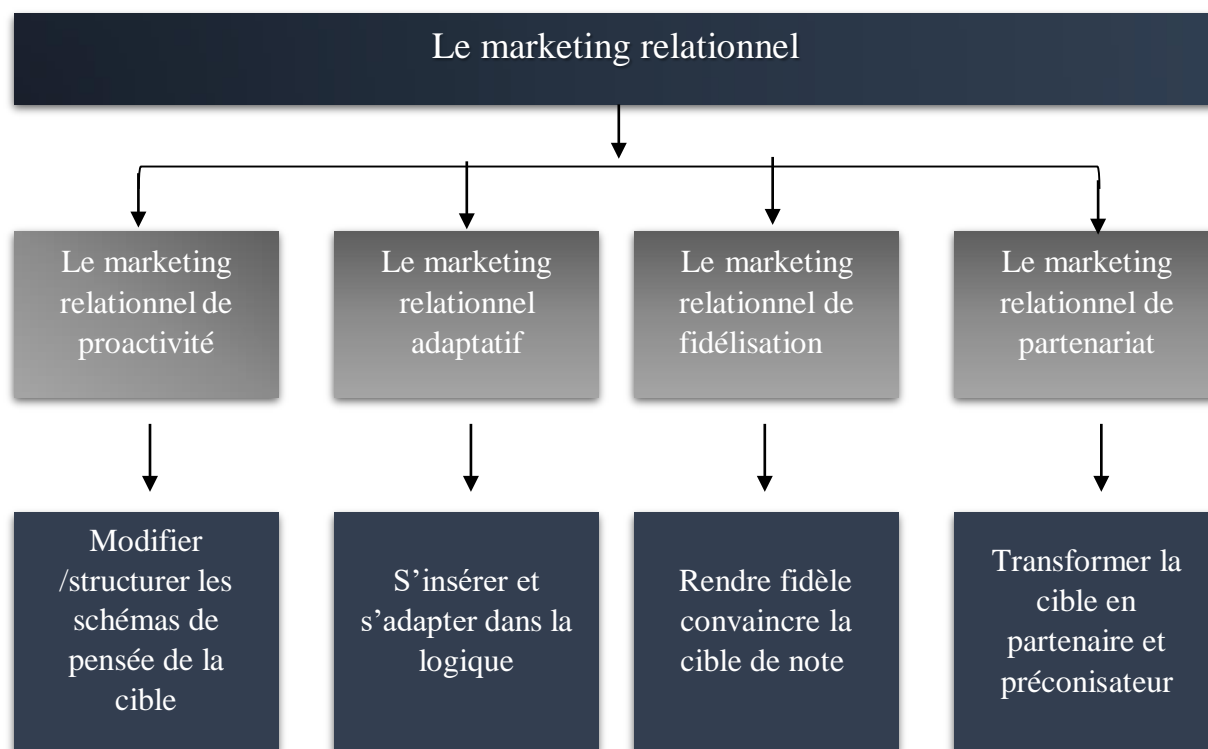 Le marketing relationnel
Le marketing
relationnel de
proactivité
Le marketing
relationnel
adaptatif
Le marketing
relationnel de
fidélisation
Le marketing
relationnel de
partenariat
Modifier
/structurer les
schémas de
pensée de la
cible
S’insérer et
s’adapter dans la
logique
Rendre fidèle
convaincre la
cible de note
Transformer la
cible en
partenaire et
préconisateur